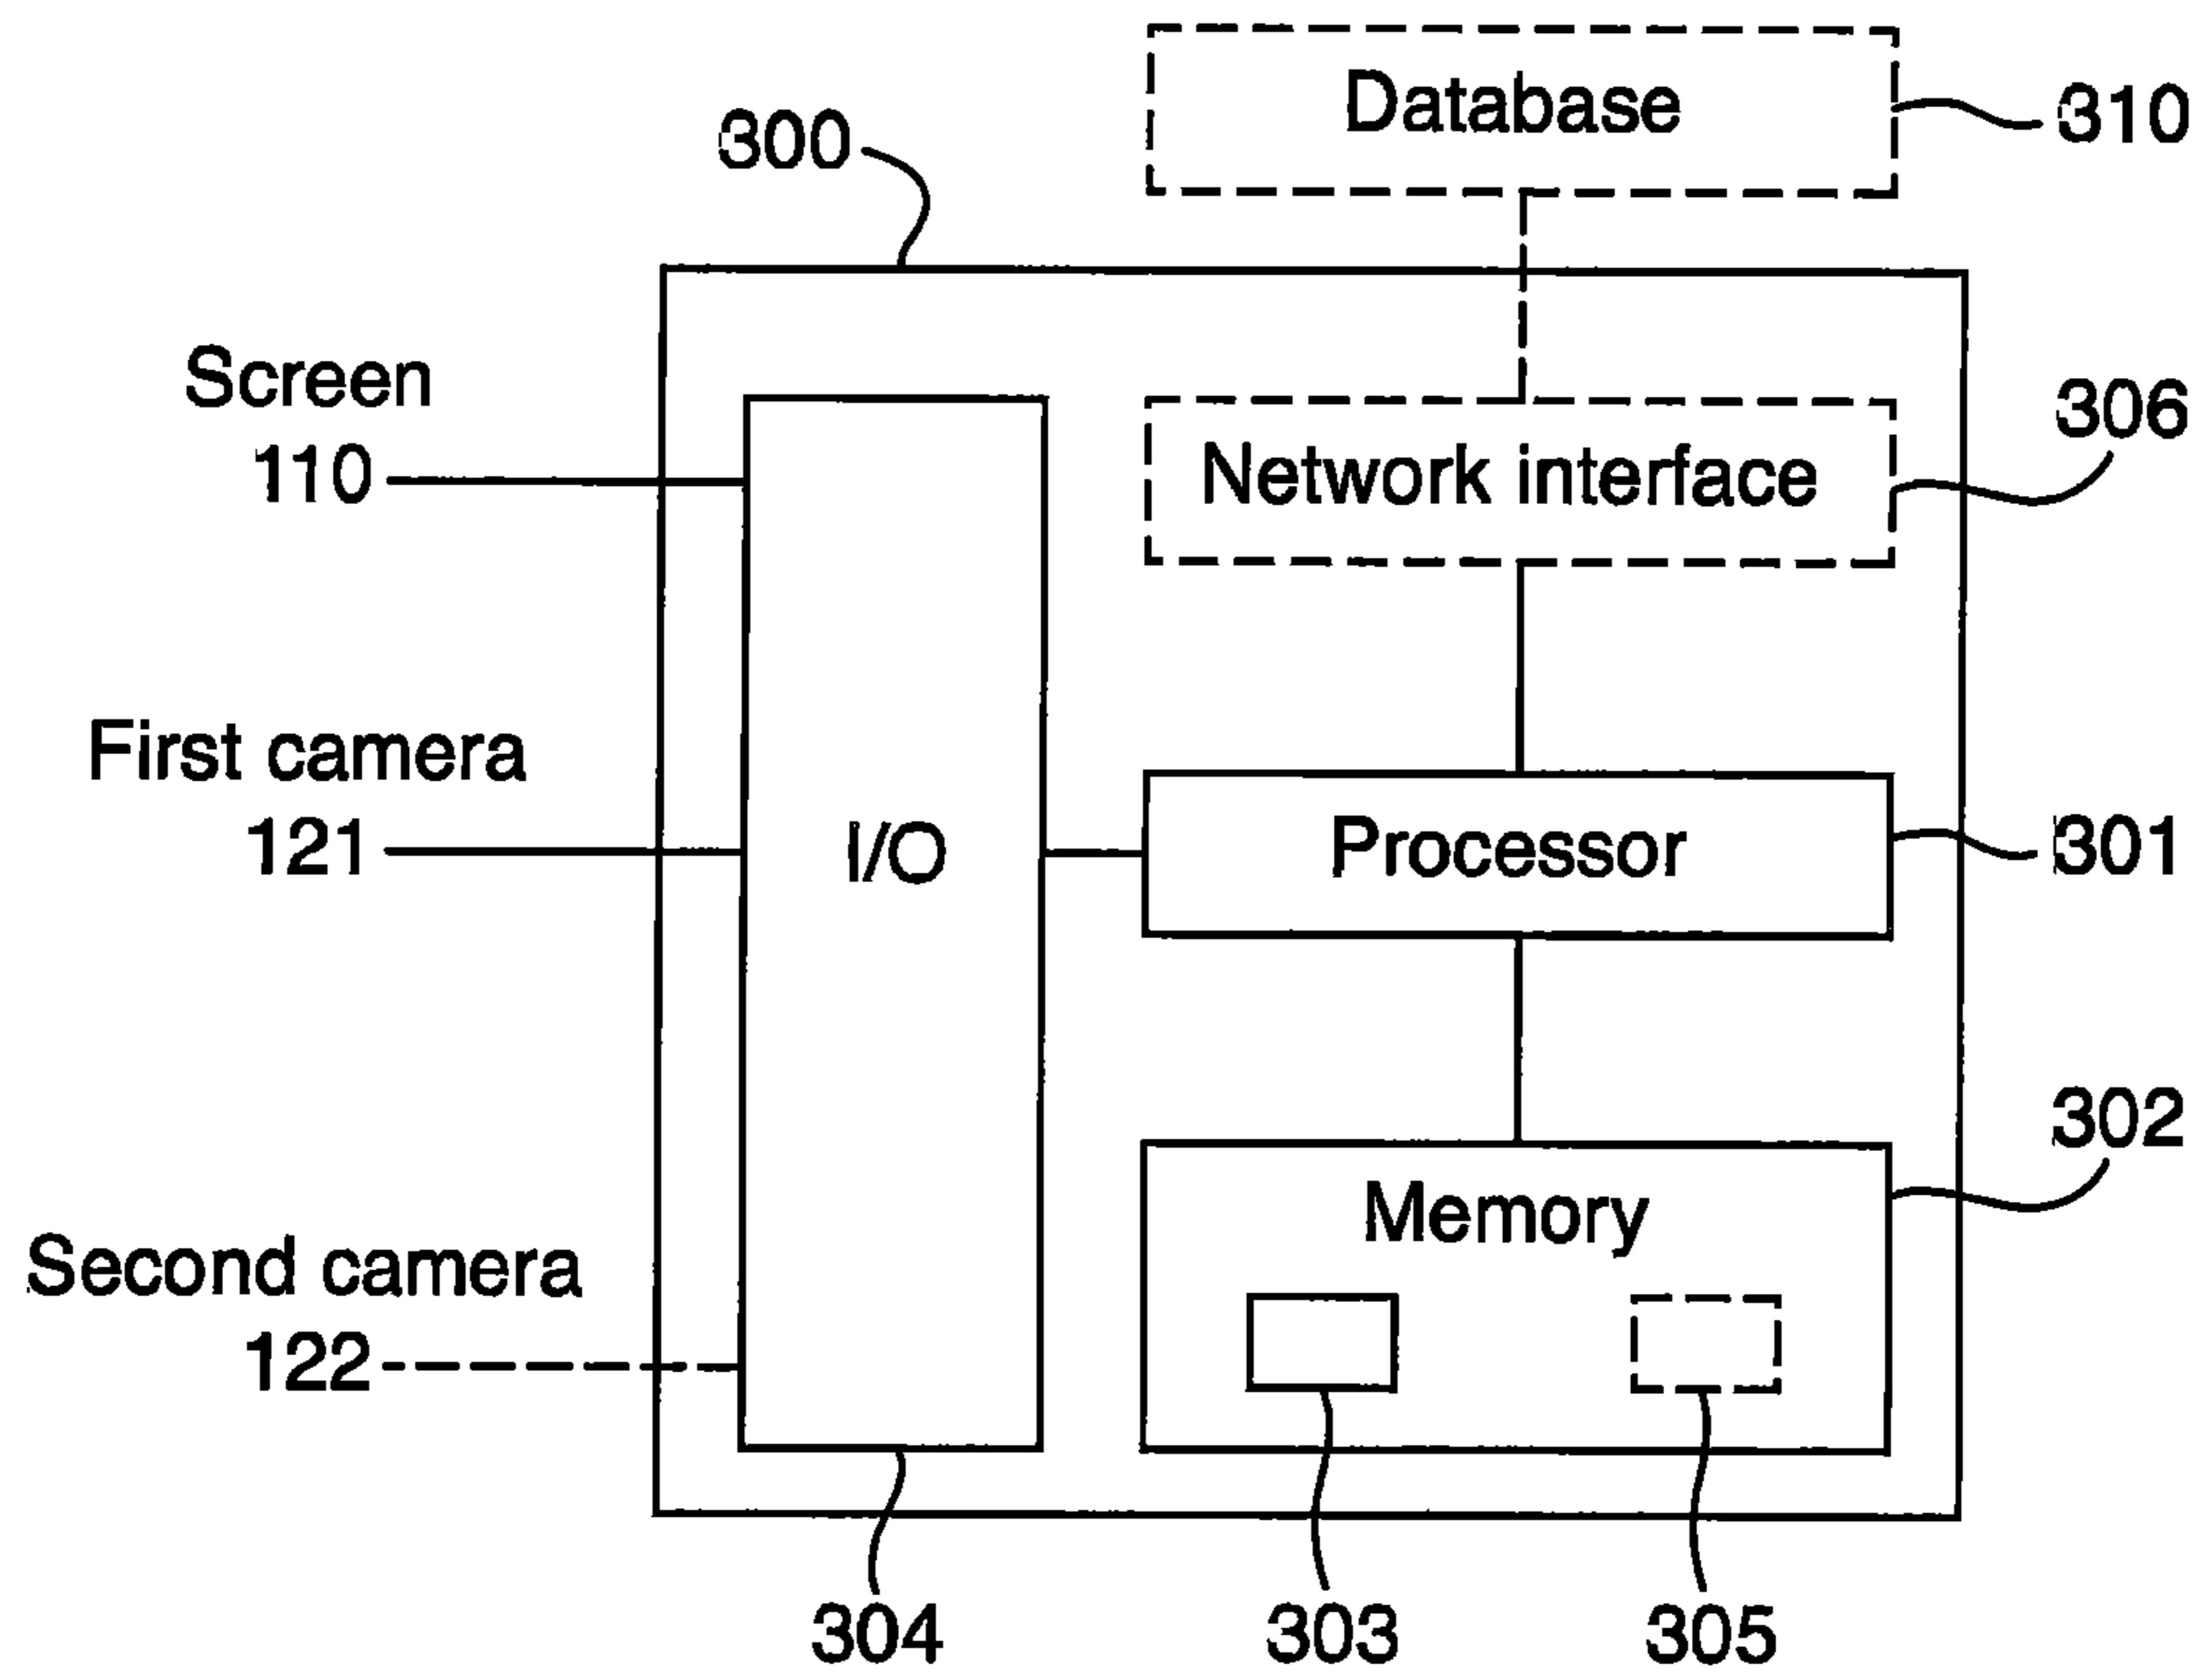 Database
310
300
Screen
110
Network interface
306
First camera
121
I/O
Processor
301
Memory
302
Second camera
122
304
303
305